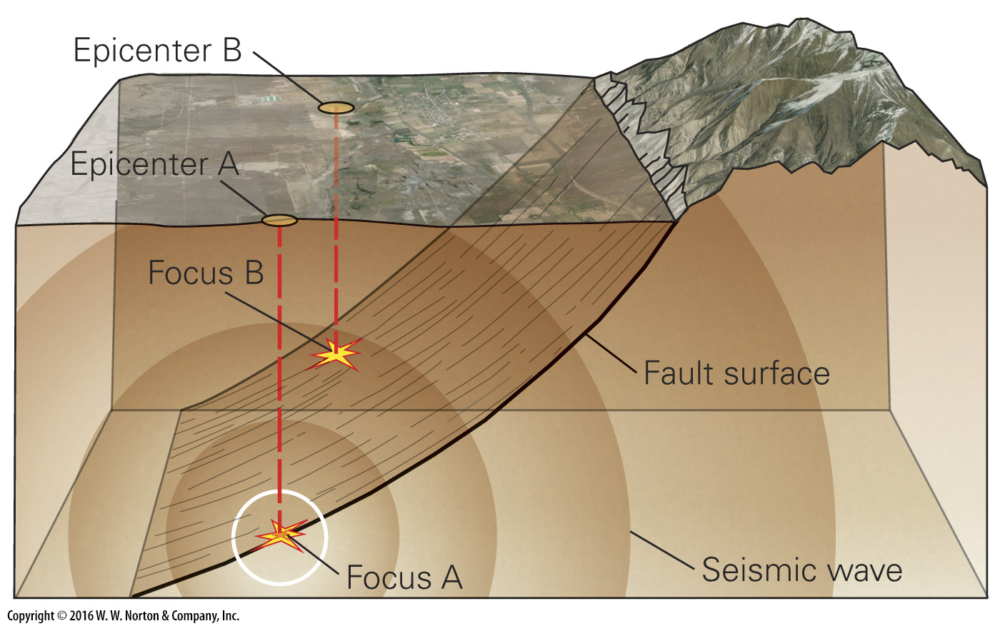 Epicenter B
Epicenter A
Focus B
Fault surface
Seismic wave
Focus A
Copyright © 2016 W. W. Norton & Company, Inc.